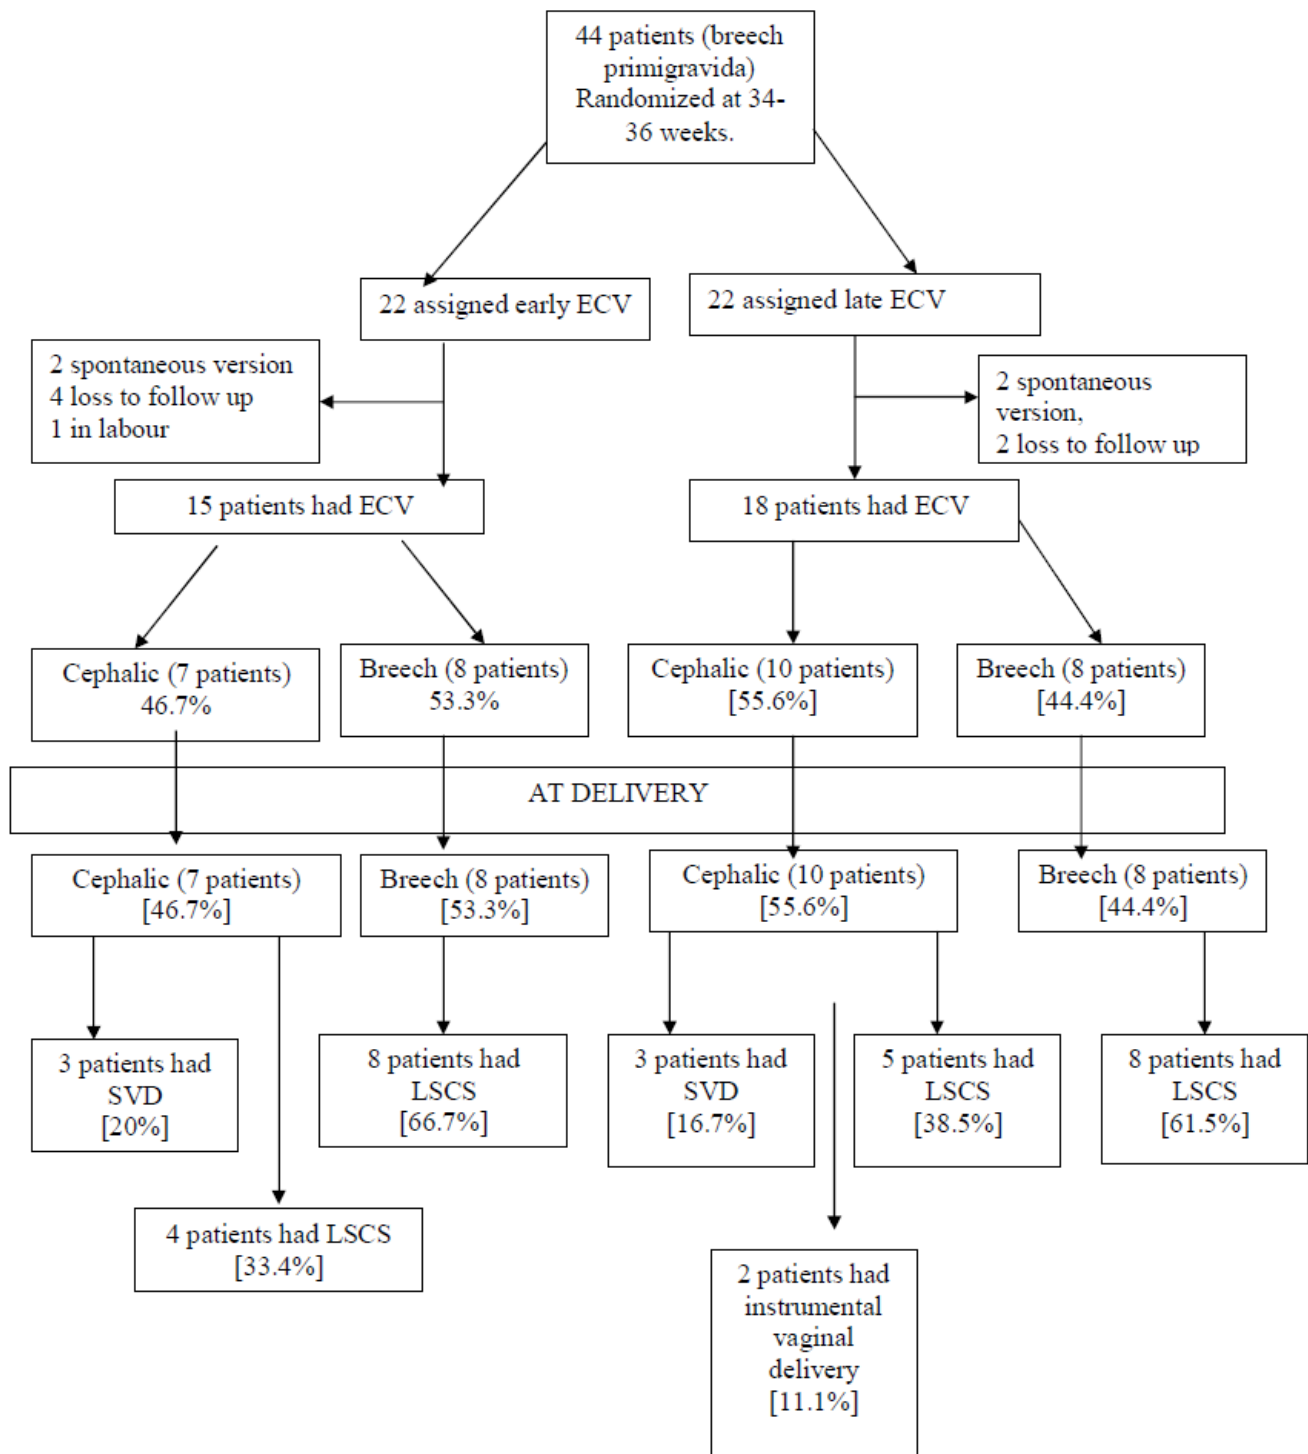 44 patients (breech
primigravida)
Randomized at 34-
36 weeks.
22 assigned early ECV
22 assigned late ECV
2 spontaneous version
4 loss to follow up
1 in labour
2 spontaneous
version,
2 loss to follow up
15 patients had ECV
18 patients had ECV
Cephalic (7 patients)
46.7%
Breech (8 patients)
53.3%
Cephalic (10 patients)
[55.6%]
Breech (8 patients)
[44.4%]
AT DELIVERY
Cephalic (7 patients)
[46.7%]
Breech (8 patients)
[53.3%]
Cephalic (10 patients)
[55.6%]
Breech (8 patients)
[44.4%]
3 patients had
SVD
[20%]
8 patients had
LSCS
[66.7%]
3 patients had
SVD
[16.7%]
5 patients had
LSCS
[38.5%]
8 patients had
LSCS
[61.5%]
4 patients had LSCS
[33.4%]
2 patients had
instrumental
vaginal
delivery
[11.1%]